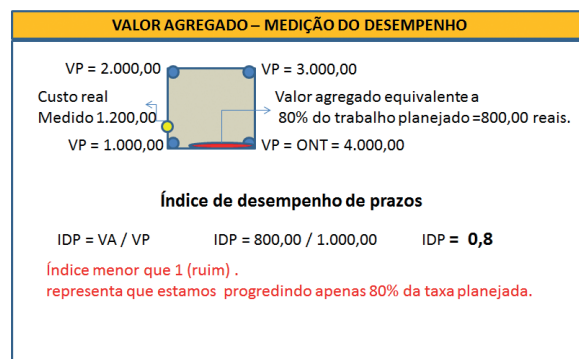 VALOR AGREGADO – MEDIÇÃO DO DESEMPENHO
VP = 2.000,00
VP = 3.000,00
Custo real
Medido 1.200,00
Valor agregado equivalente a
80% do trabalho planejado =800,00 reais.
VP = 1.000,00
VP = ONT = 4.000,00
Índice de desempenho de prazos
IDP = VA / VP IDP = 800,00 / 1.000,00 IDP = 0,8
Índice menor que 1 (ruim) .
representa que estamos progredindo apenas 80% da taxa planejada.